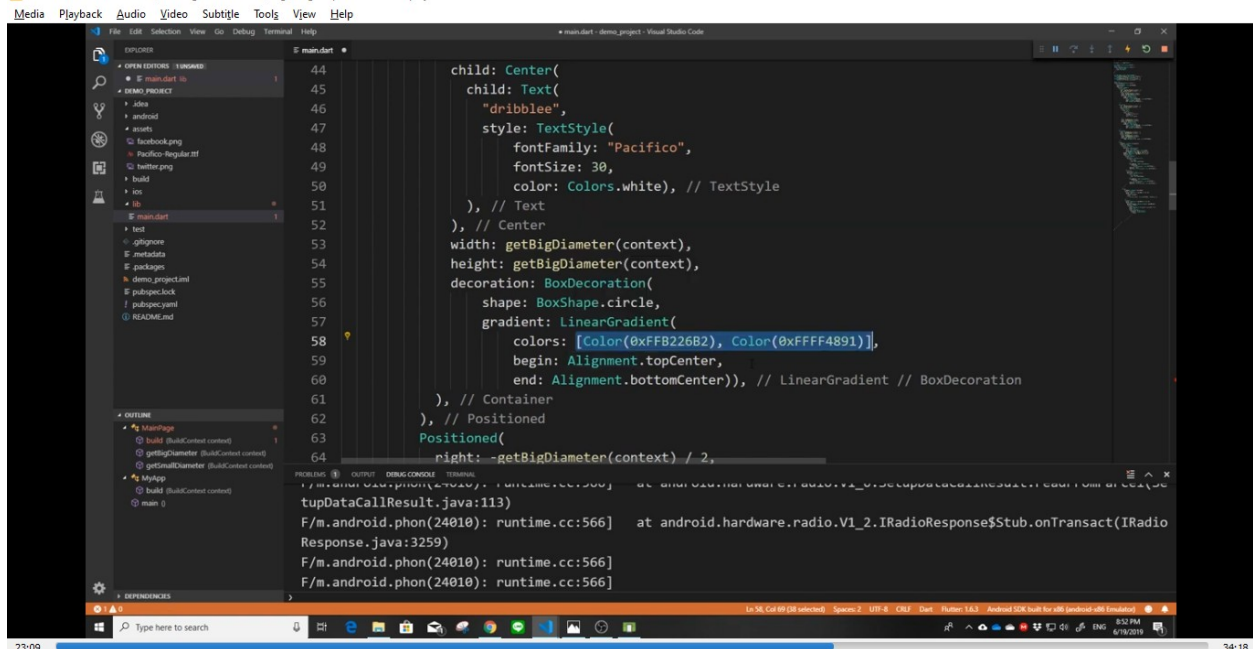 Media Playback Audio Video Subtitle Tools View Help
File Edit Selection View Go Debug Terminal Help
● main.dart - demo_project - Visual Studio Code
EXPLORER
main.dart ●
OPEN EDITORS 1 UNSAVED
● main.dart lib 1
DEMO_PROJECT
.idea
android
assets
facebook.png
Pacifico-Regular.ttf
twitter.png
build
ios
lib
main.dart 1
test
.gitignore
.metadata
.packages
demo_project.iml
pubspec.lock
pubspec.yaml
README.md
OUTLINE
MainPage
build (BuildContext context) 1
getBigDiameter (BuildContext context)
getSmallDiameter (BuildContext context)
MyApp
build (BuildContext context)
main ()
DEPENDENCIES
44 child: Center(
45 child: Text(
46 "dribblee",
47 style: TextStyle(
48 fontFamily: "Pacifico",
49 fontSize: 30,
50 color: Colors.white), // TextStyle
51 ), // Text
52 ), // Center
53 width: getBigDiameter(context),
54 height: getBigDiameter(context),
55 decoration: BoxDecoration(
56 shape: BoxShape.circle,
57 gradient: LinearGradient(
58 colors: [Color(0xFFB226B2), Color(0xFFFF4891)],
59 begin: Alignment.topCenter,
60 end: Alignment.bottomCenter)), // LinearGradient // BoxDecoration
61 ), // Container
62 ), // Positioned
63 Positioned(
64 right: -getBigDiameter(context) / 2,
PROBLEMS 1 OUTPUT DEBUG CONSOLE TERMINAL
tupDataCallResult.java:113)
F/m.android.phon(24010): runtime.cc:566] at android.hardware.radio.V1_2.IRadioResponse$Stub.onTransact(IRadio
Response.java:3259)
F/m.android.phon(24010): runtime.cc:566]
F/m.android.phon(24010): runtime.cc:566]
1 0
Ln 58, Col 69 (38 selected) Spaces: 2 UTF-8 CRLF Dart Flutter: 1.6.3 Android SDK built for x86 (android-x86 Emulator)
Type here to search
ENG
8:52 PM
6/19/2019
23:09
34:18